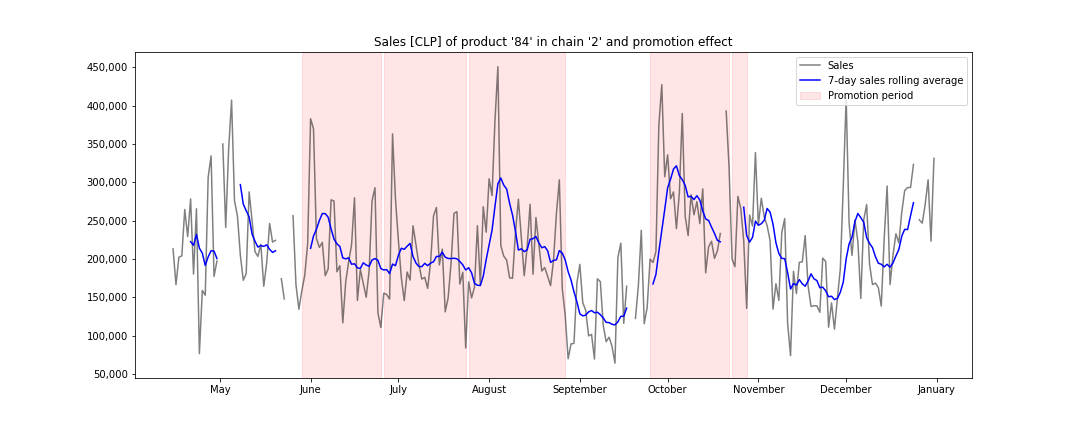 Sales [CLP] of product '84' in chain '2' and promotion effect
Sales
7-day sales rolling average
Promotion period
450,000
400,000
350,000
300,000
250,000
200,000
150,000
100,000
50,000
May June July August September October November December January